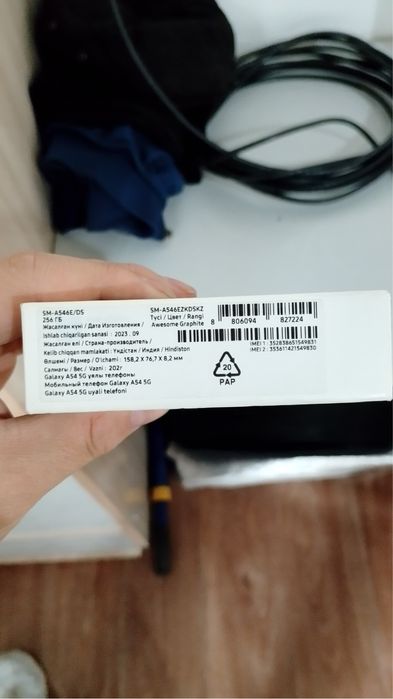 SM-A546E/DS SM-A546EZKDSKZ
256 ГБ Түсі / Цвет / Rangi
Жасалған күні / Дата Изготовления / Awesome Graphite
Ishlab chiqarilgan sanasi : 2023.09
8 806094 827224
Жасалған елі / Страна-производитель /
Kelib chiqqan mamlakati : Үндістан / Индия / Hindiston
IMEI1 352838651549831
IMEI 2 353611421549830
Өлшемі / Размер / O'lchami : 158,2 X 76,7 X 8,2 мм
Салмағы / Вес / Vazni : 202г
Galaxy A54 5G ұялы телефоны
Мобильный телефон Galaxy A54 5G
Galaxy A54 5G uyali telefoni
20
PAP